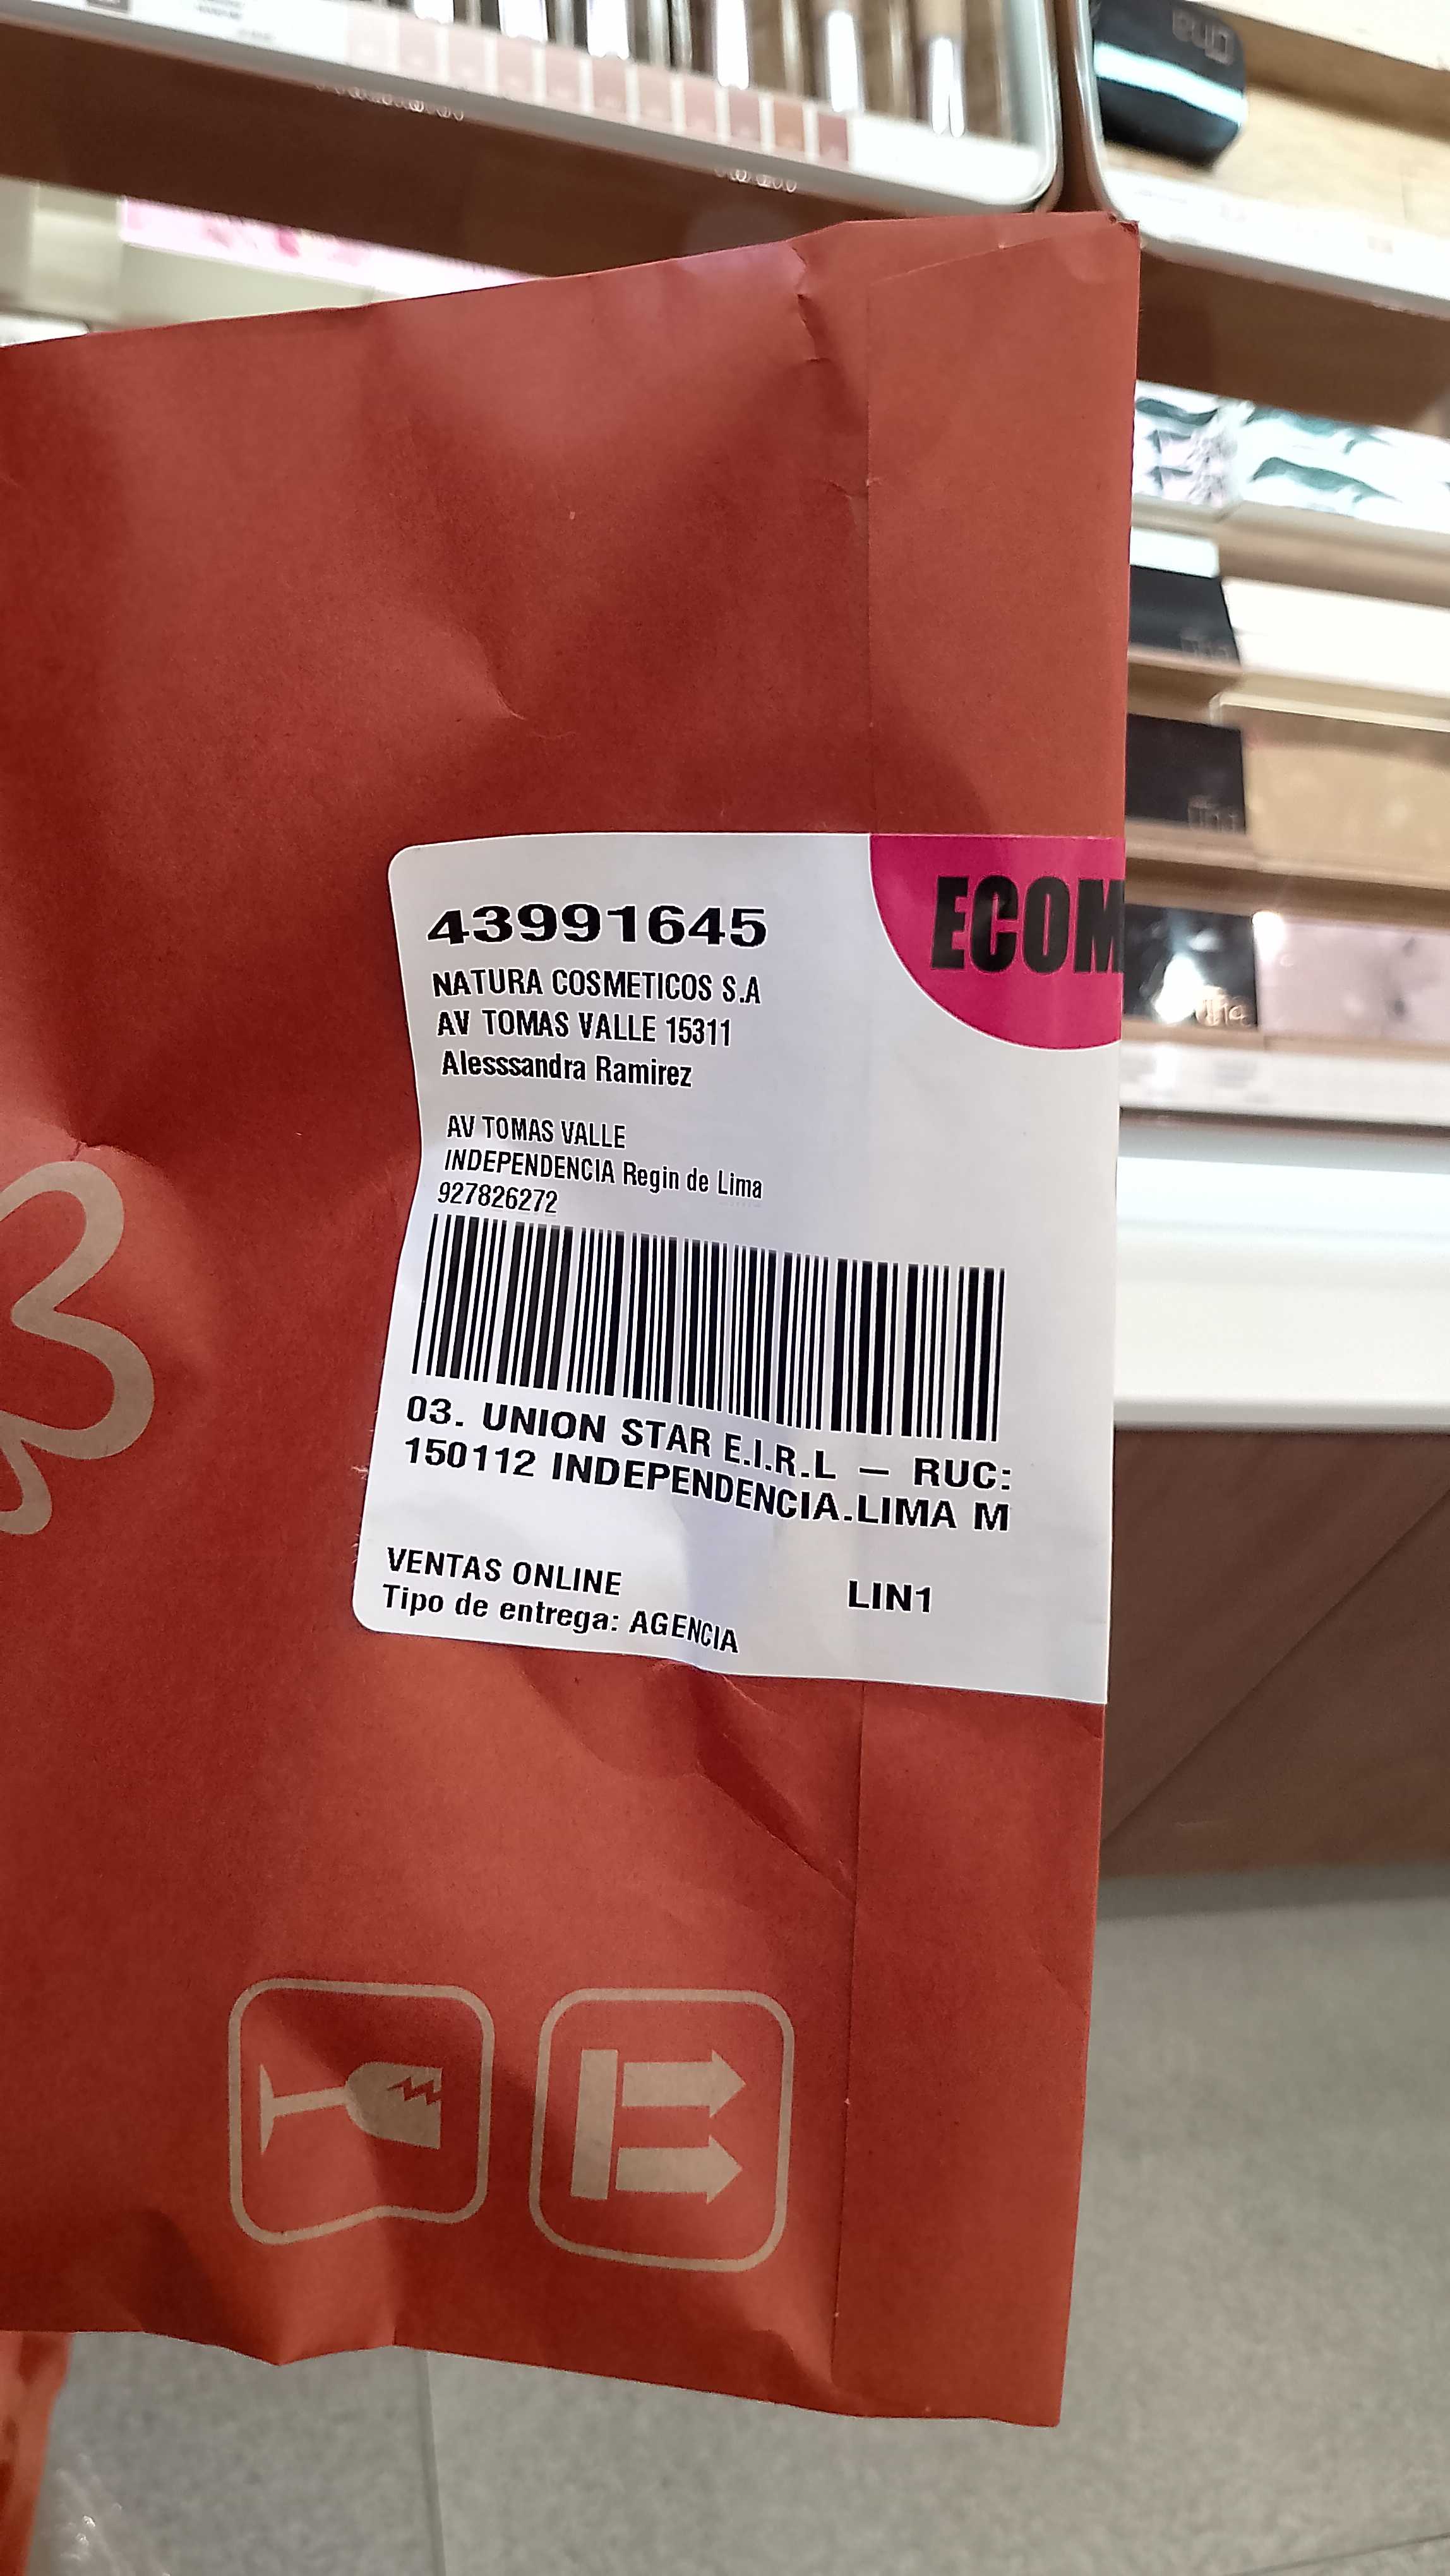 43991645
ECOM
NATURA COSMETICOS S.A
AV TOMAS VALLE 15311
Alesssandra Ramirez
AV TOMAS VALLE
INDEPENDENCIA Regin de Lima
927826272
03. UNION STAR E.I.R.L – RUC:
150112 INDEPENDENCIA.LIMA M
VENTAS ONLINE
LIN1
Tipo de entrega: AGENCIA
una